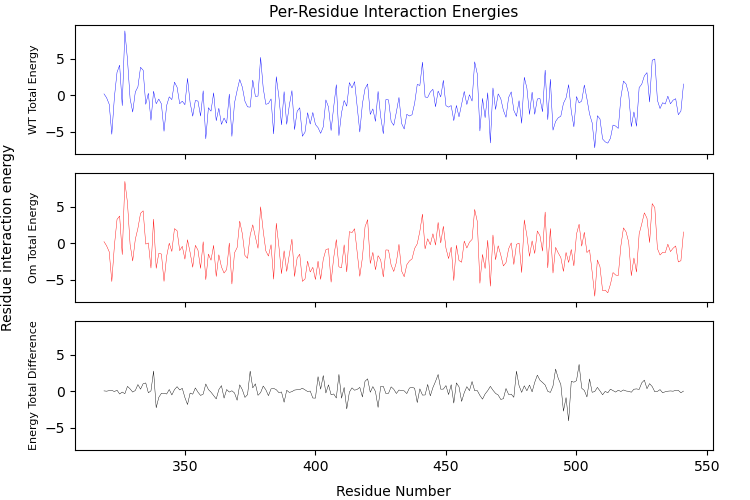 Per-Residue Interaction Energies
Residue interaction energy
WT Total Energy
5
0
−5
Om Total Energy
5
0
−5
Energy Total Difference
5
0
−5
350 400 450 500 550
Residue Number